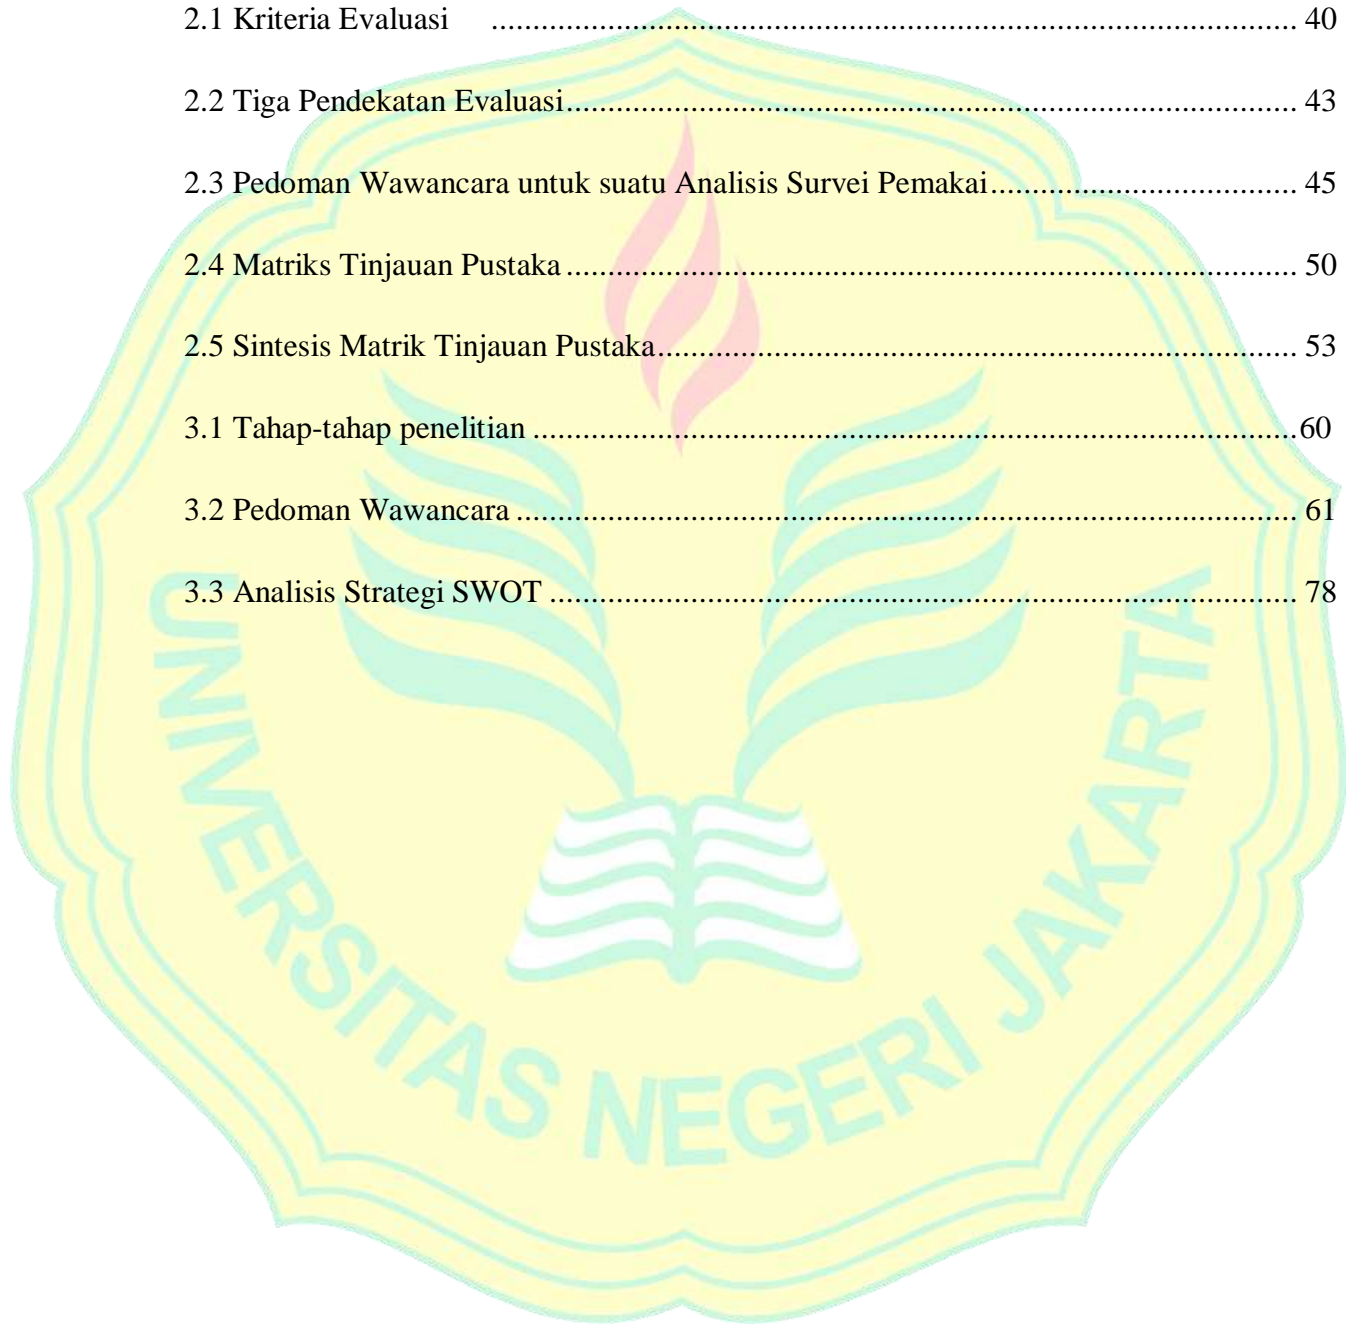 2.1 Kriteria Evaluasi .................................................................................................... 40
2.2 Tiga Pendekatan Evaluasi........................................................................................... 43
2.3 Pedoman Wawancara untuk suatu Analisis Survei Pemakai...................................... 45
2.4 Matriks Tinjauan Pustaka........................................................................................... 50
2.5 Sintesis Matrik Tinjauan Pustaka................................................................................ 53
3.1 Tahap-tahap penelitian ...............................................................................................60
3.2 Pedoman Wawancara ................................................................................................. 61
3.3 Analisis Strategi SWOT ............................................................................................. 78
UNIVERSITAS NEGERI JAKARTA